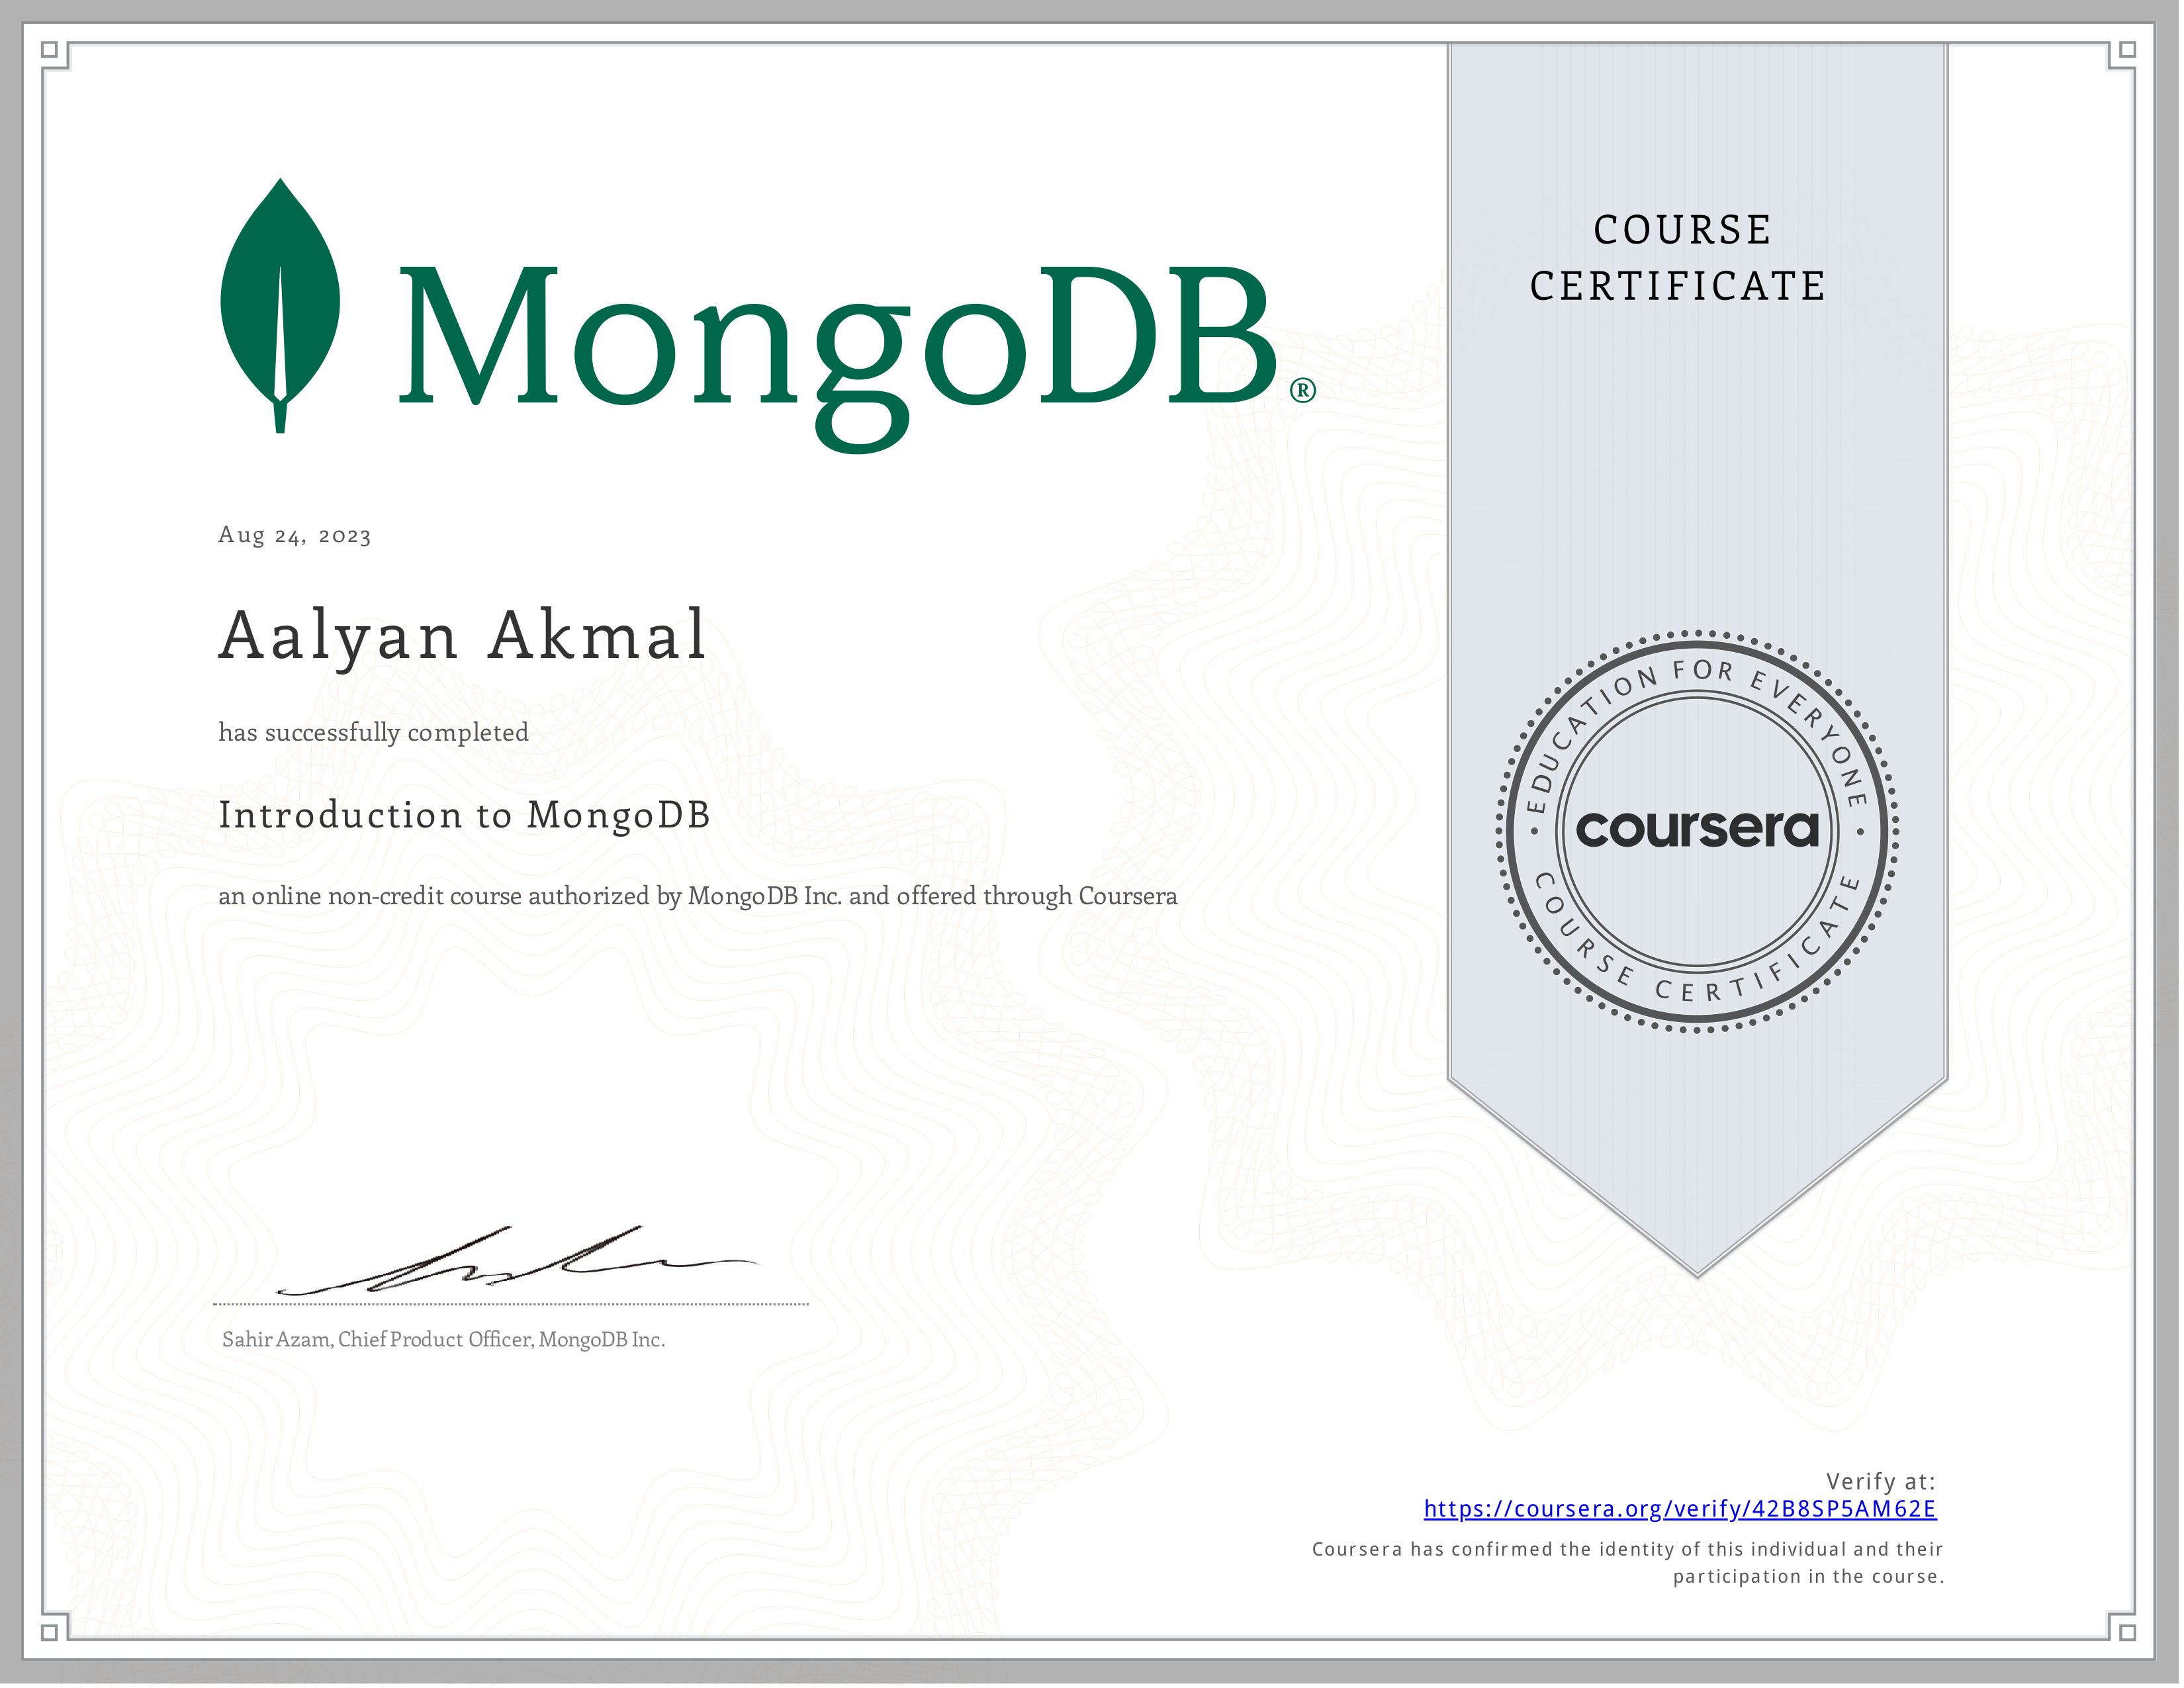 MongoDB®
COURSE
CERTIFICATE
Aug 24, 2023
Aalyan Akmal
has successfully completed
Introduction to MongoDB
an online non-credit course authorized by MongoDB Inc. and offered through Coursera
EDUCATION FOR EVERYONE
coursera
COURSE CERTIFICATE
Sahir Azam, Chief Product Officer, MongoDB Inc.
Verify at:
https://coursera.org/verify/42B8SP5AM62E
Coursera has confirmed the identity of this individual and their
participation in the course.